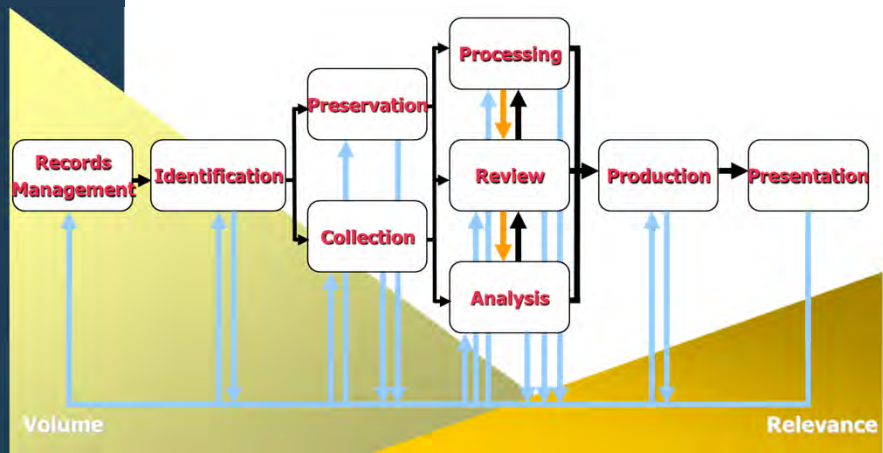 Processing
Preservation
Records
Management
Identification
Review
Production
Presentation
Collection
Analysis
Volume
Relevance